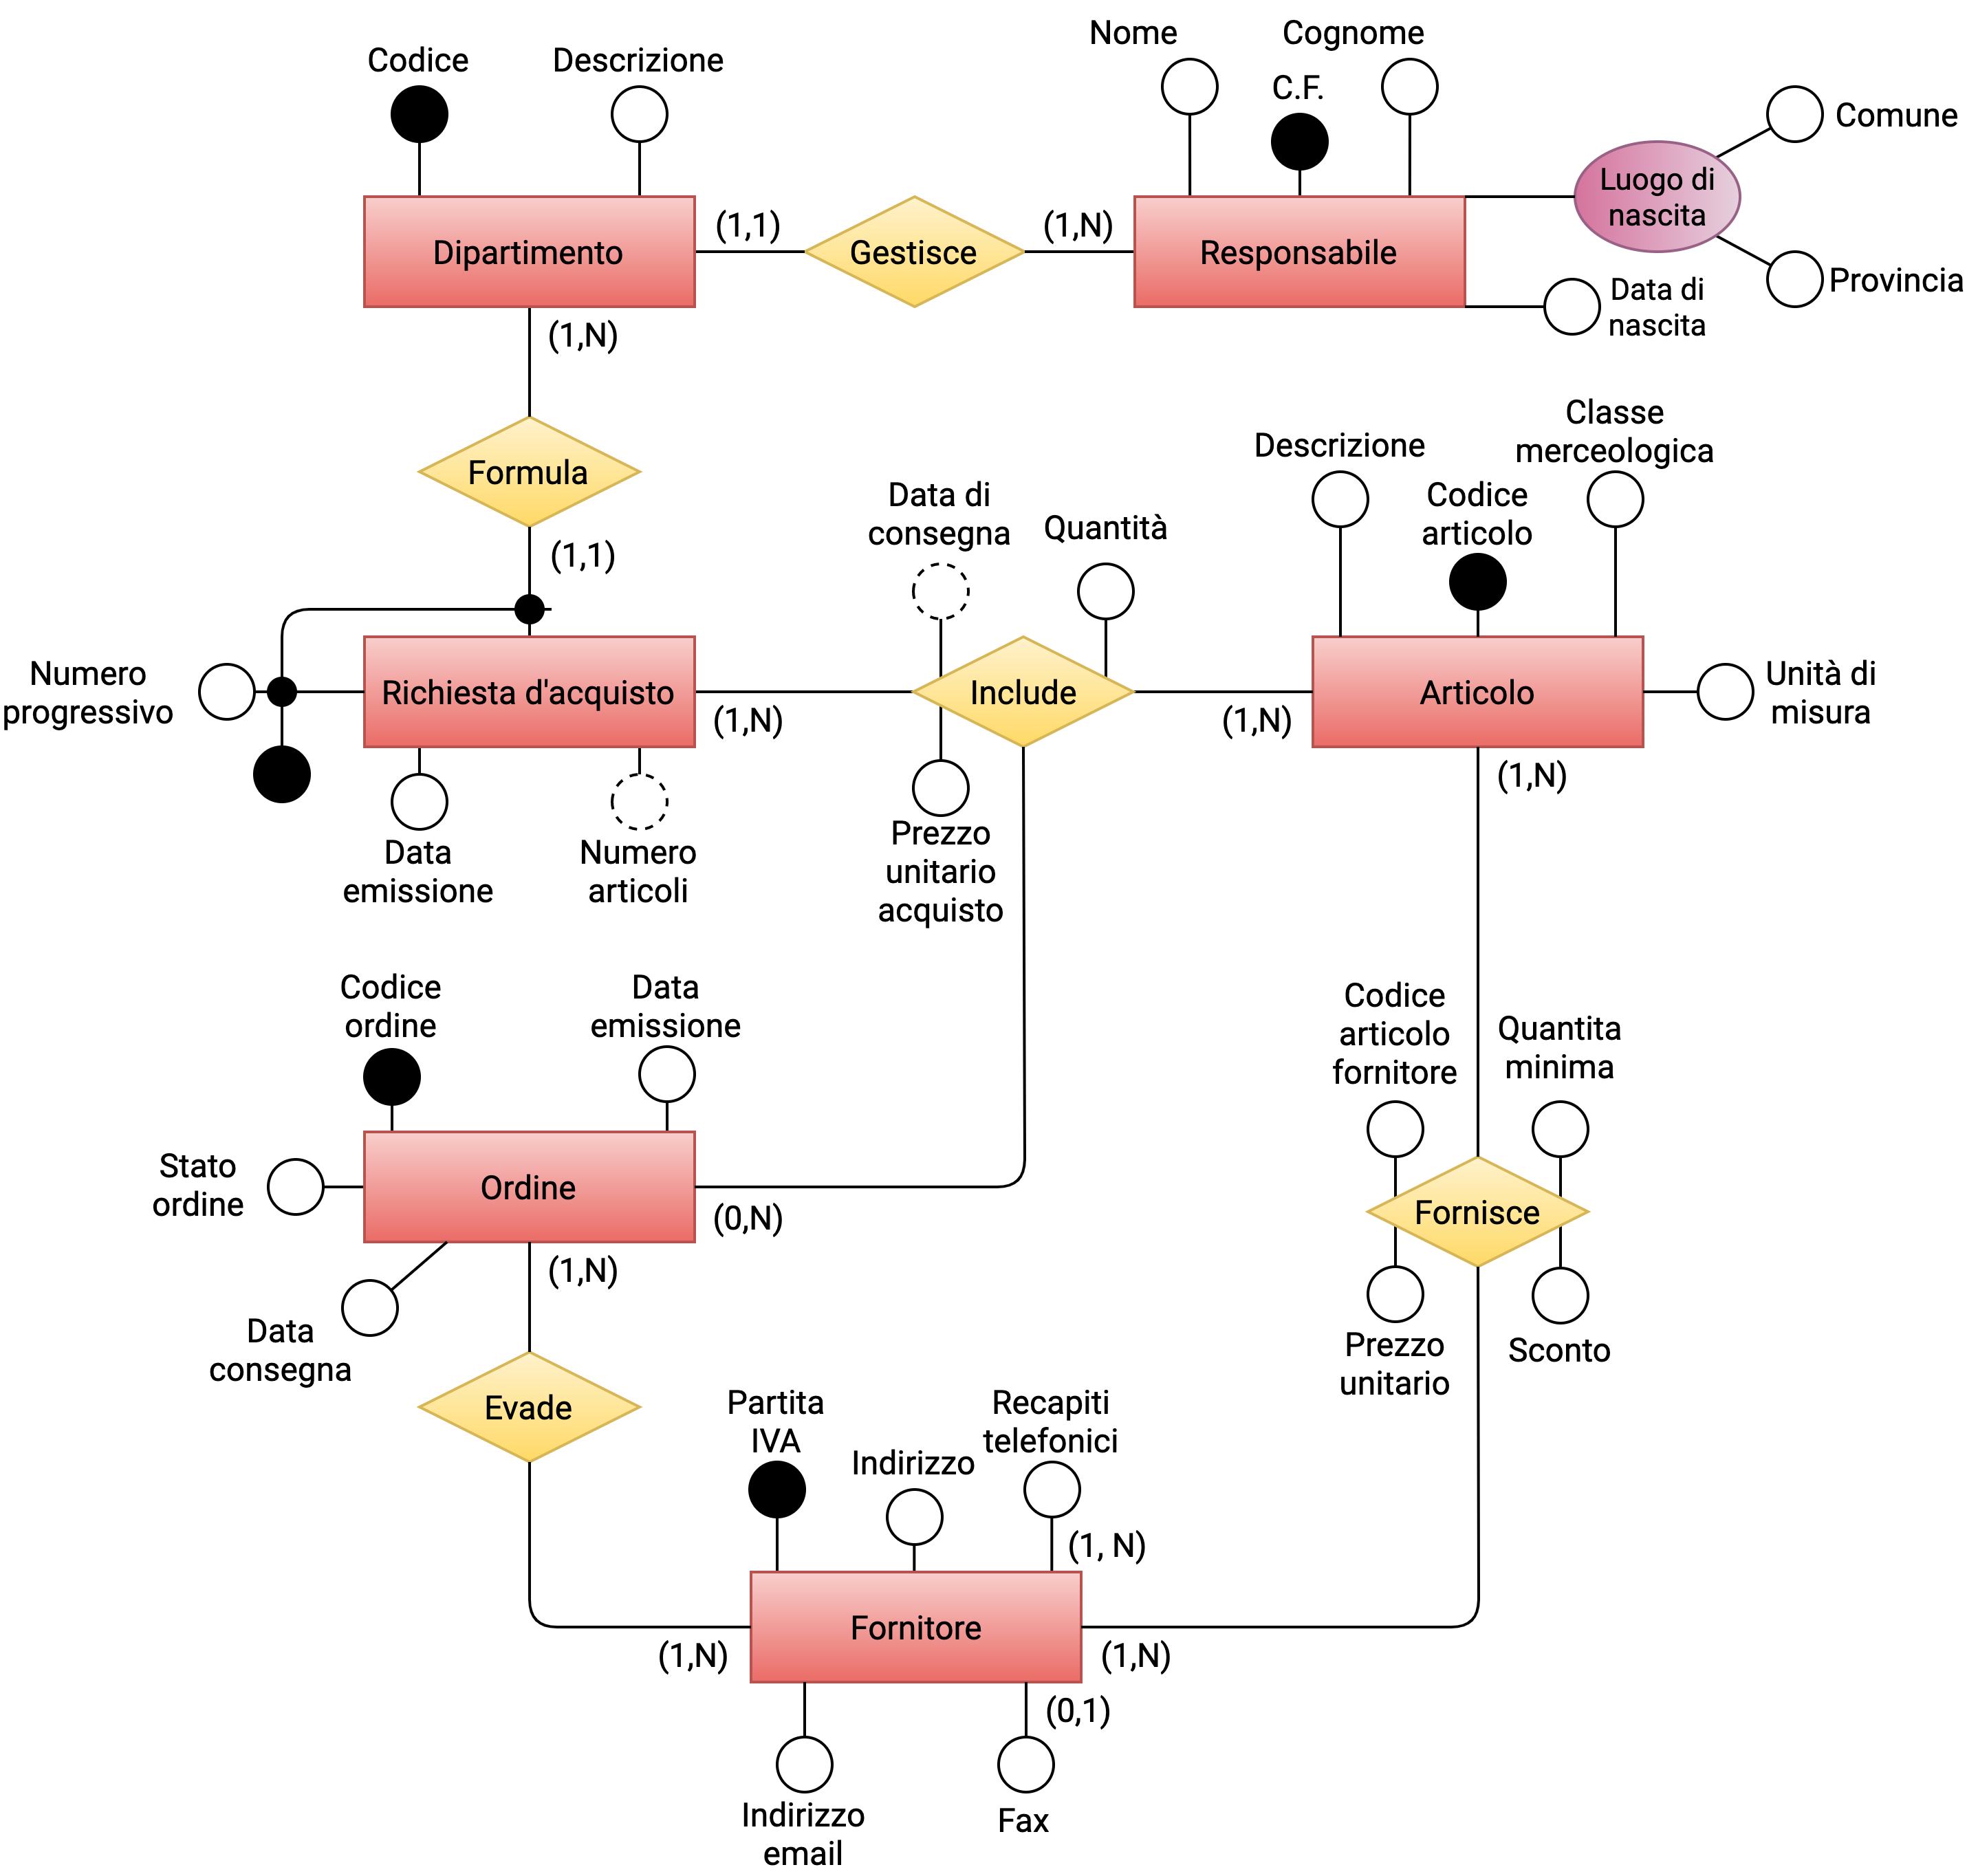 Nome
Cognome
Codice
Descrizione
C.F.
Comune
Luogo di
nascita
Dipartimento
(1,1)
Gestisce
(1,N)
Responsabile
Provincia
Data di
nascita
(1,N)
Formula
(1,1)
Classe
merceologica
Descrizione
Codice
articolo
Data di
consegna
Quantità
Numero
progressivo
Richiesta d'acquisto
(1,N)
Include
(1,N)
Articolo
Unità di
misura
(1,N)
Data
emissione
Numero
articoli
Prezzo
unitario
acquisto
Codice
ordine
Data
emissione
Codice
articolo
fornitore
Quantita
minima
Stato
ordine
Ordine
(0,N)
Fornisce
(1,N)
Data
consegna
Prezzo
unitario
Sconto
Evade
Partita
IVA
Indirizzo
Recapiti
telefonici
(1, N)
Fornitore
(1,N)
(1,N)
(0,1)
Indirizzo
email
Fax